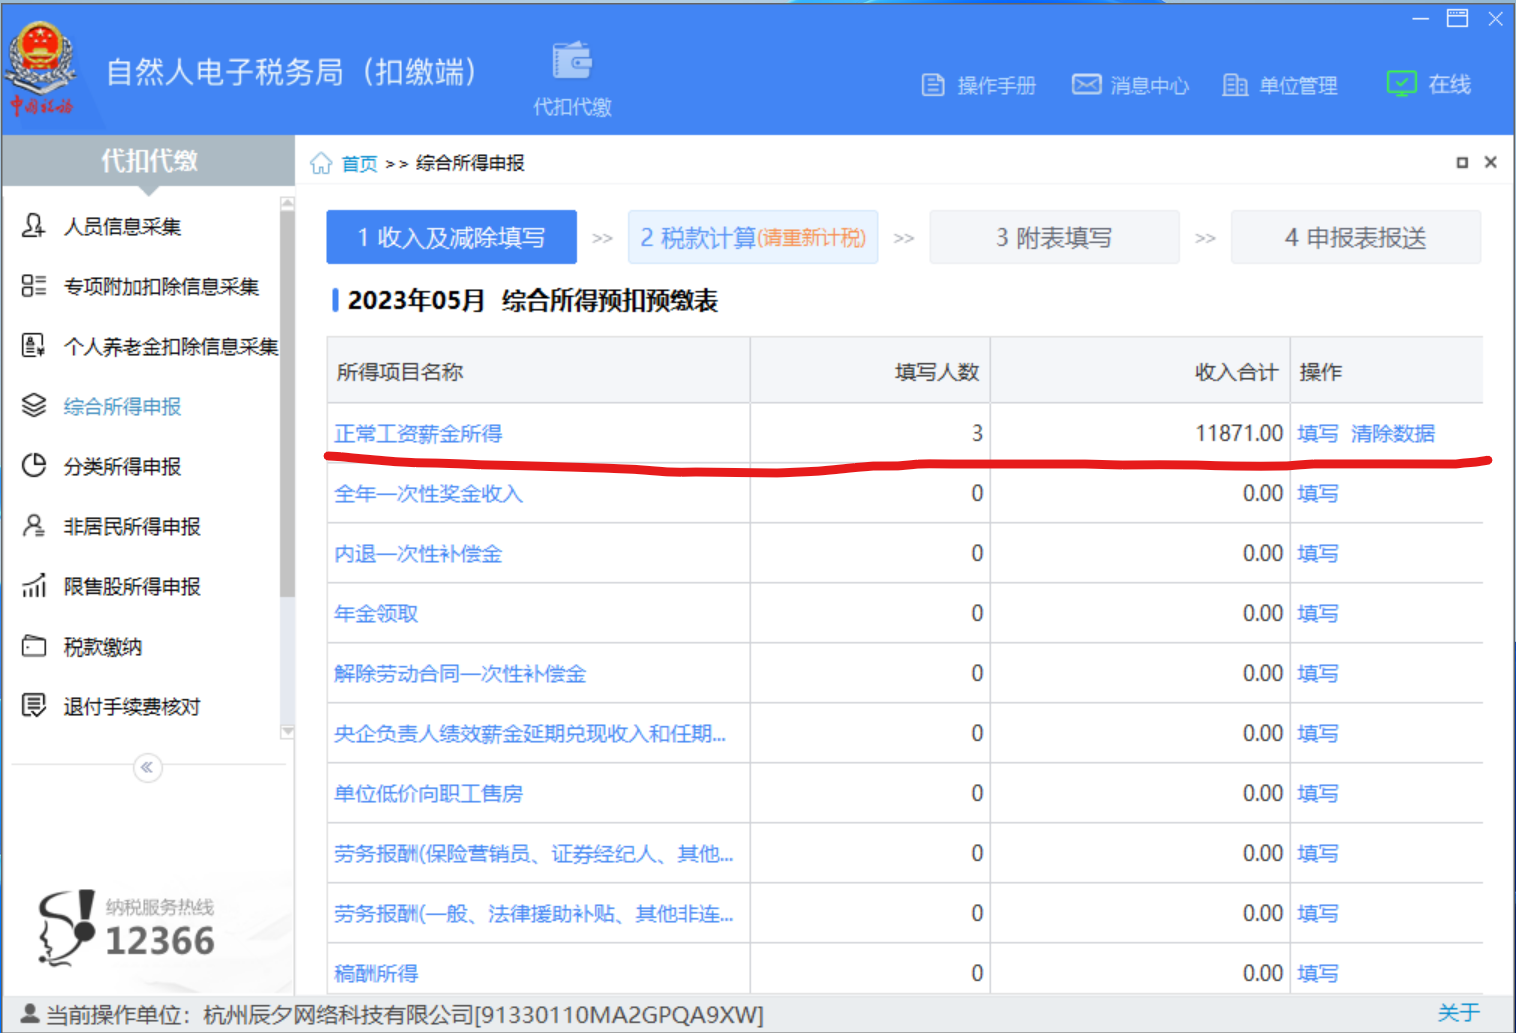 自然人电子税务局（扣缴端）
代扣代缴
操作手册
消息中心
单位管理
在线
中国税务
代扣代缴
首页 >> 综合所得申报
人员信息采集
专项附加扣除信息采集
个人养老金扣除信息采集
综合所得申报
分类所得申报
非居民所得申报
限售股所得申报
税款缴纳
退付手续费核对
纳税服务热线
12366
1 收入及减除填写 >> 2 税款计算(请重新计税) >> 3 附表填写 >> 4 申报表报送
2023年05月 综合所得预扣预缴表
所得项目名称 填写人数 收入合计 操作
正常工资薪金所得 3 11871.00 填写 清除数据
全年一次性奖金收入 0 0.00 填写
内退一次性补偿金 0 0.00 填写
年金领取 0 0.00 填写
解除劳动合同一次性补偿金 0 0.00 填写
央企负责人绩效薪金延期兑现收入和任期... 0 0.00 填写
单位低价向职工售房 0 0.00 填写
劳务报酬(保险营销员、证券经纪人、其他... 0 0.00 填写
劳务报酬(一般、法律援助补贴、其他非连... 0 0.00 填写
稿酬所得 0 0.00 填写
当前操作单位：杭州辰夕网络科技有限公司[91330110MA2GPQA9XW]
关于